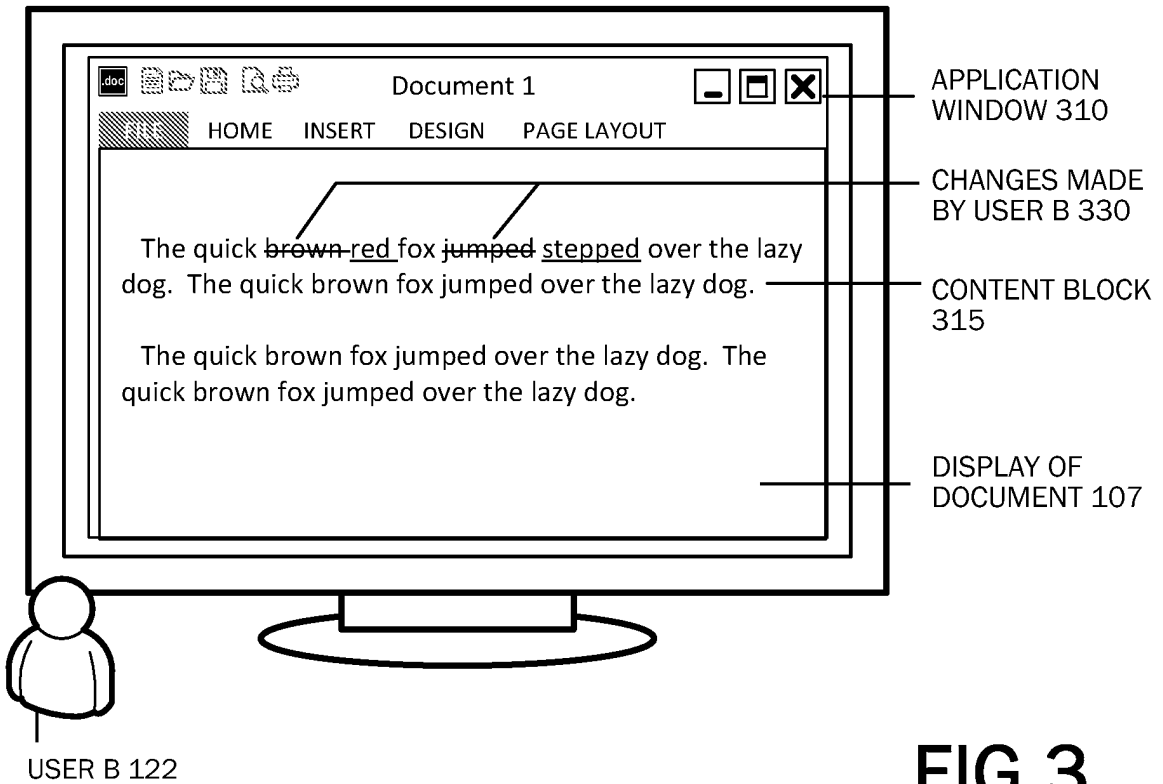 .doc Document 1
FILE HOME INSERT DESIGN PAGE LAYOUT
The quick brown red fox jumped stepped over the lazy
dog. The quick brown fox jumped over the lazy dog.
The quick brown fox jumped over the lazy dog. The
quick brown fox jumped over the lazy dog.
APPLICATION
WINDOW 310
CHANGES MADE
BY USER B 330
CONTENT BLOCK
315
DISPLAY OF
DOCUMENT 107
USER B 122
FIG 3